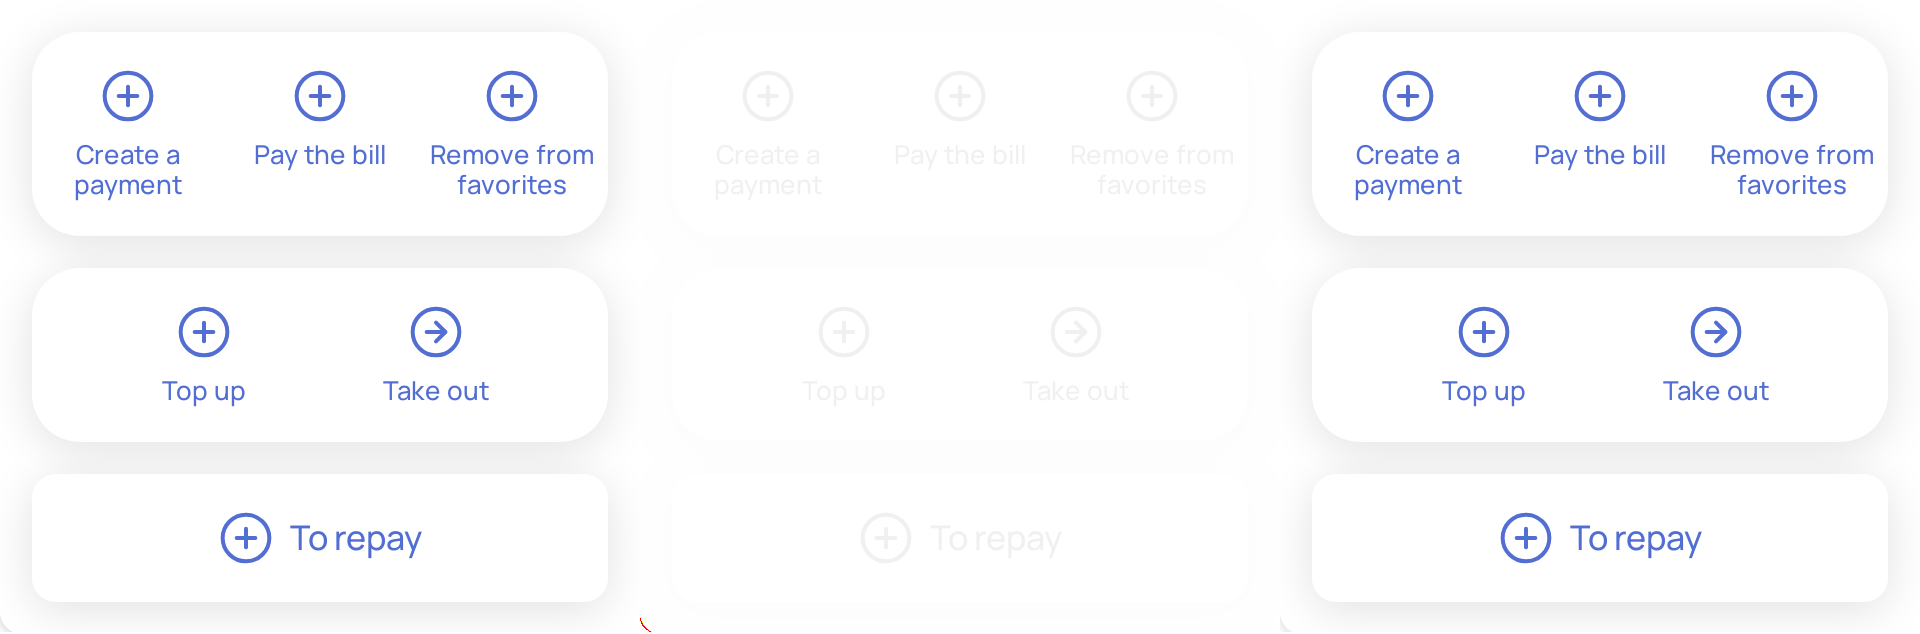 Create a
payment
Pay the bill
Remove from
favorites
Top up
Take out
To repay
Create a
payment
Pay the bill
Remove from
favorites
Top up
Take out
To repay
Create a
payment
Pay the bill
Remove from
favorites
Top up
Take out
To repay